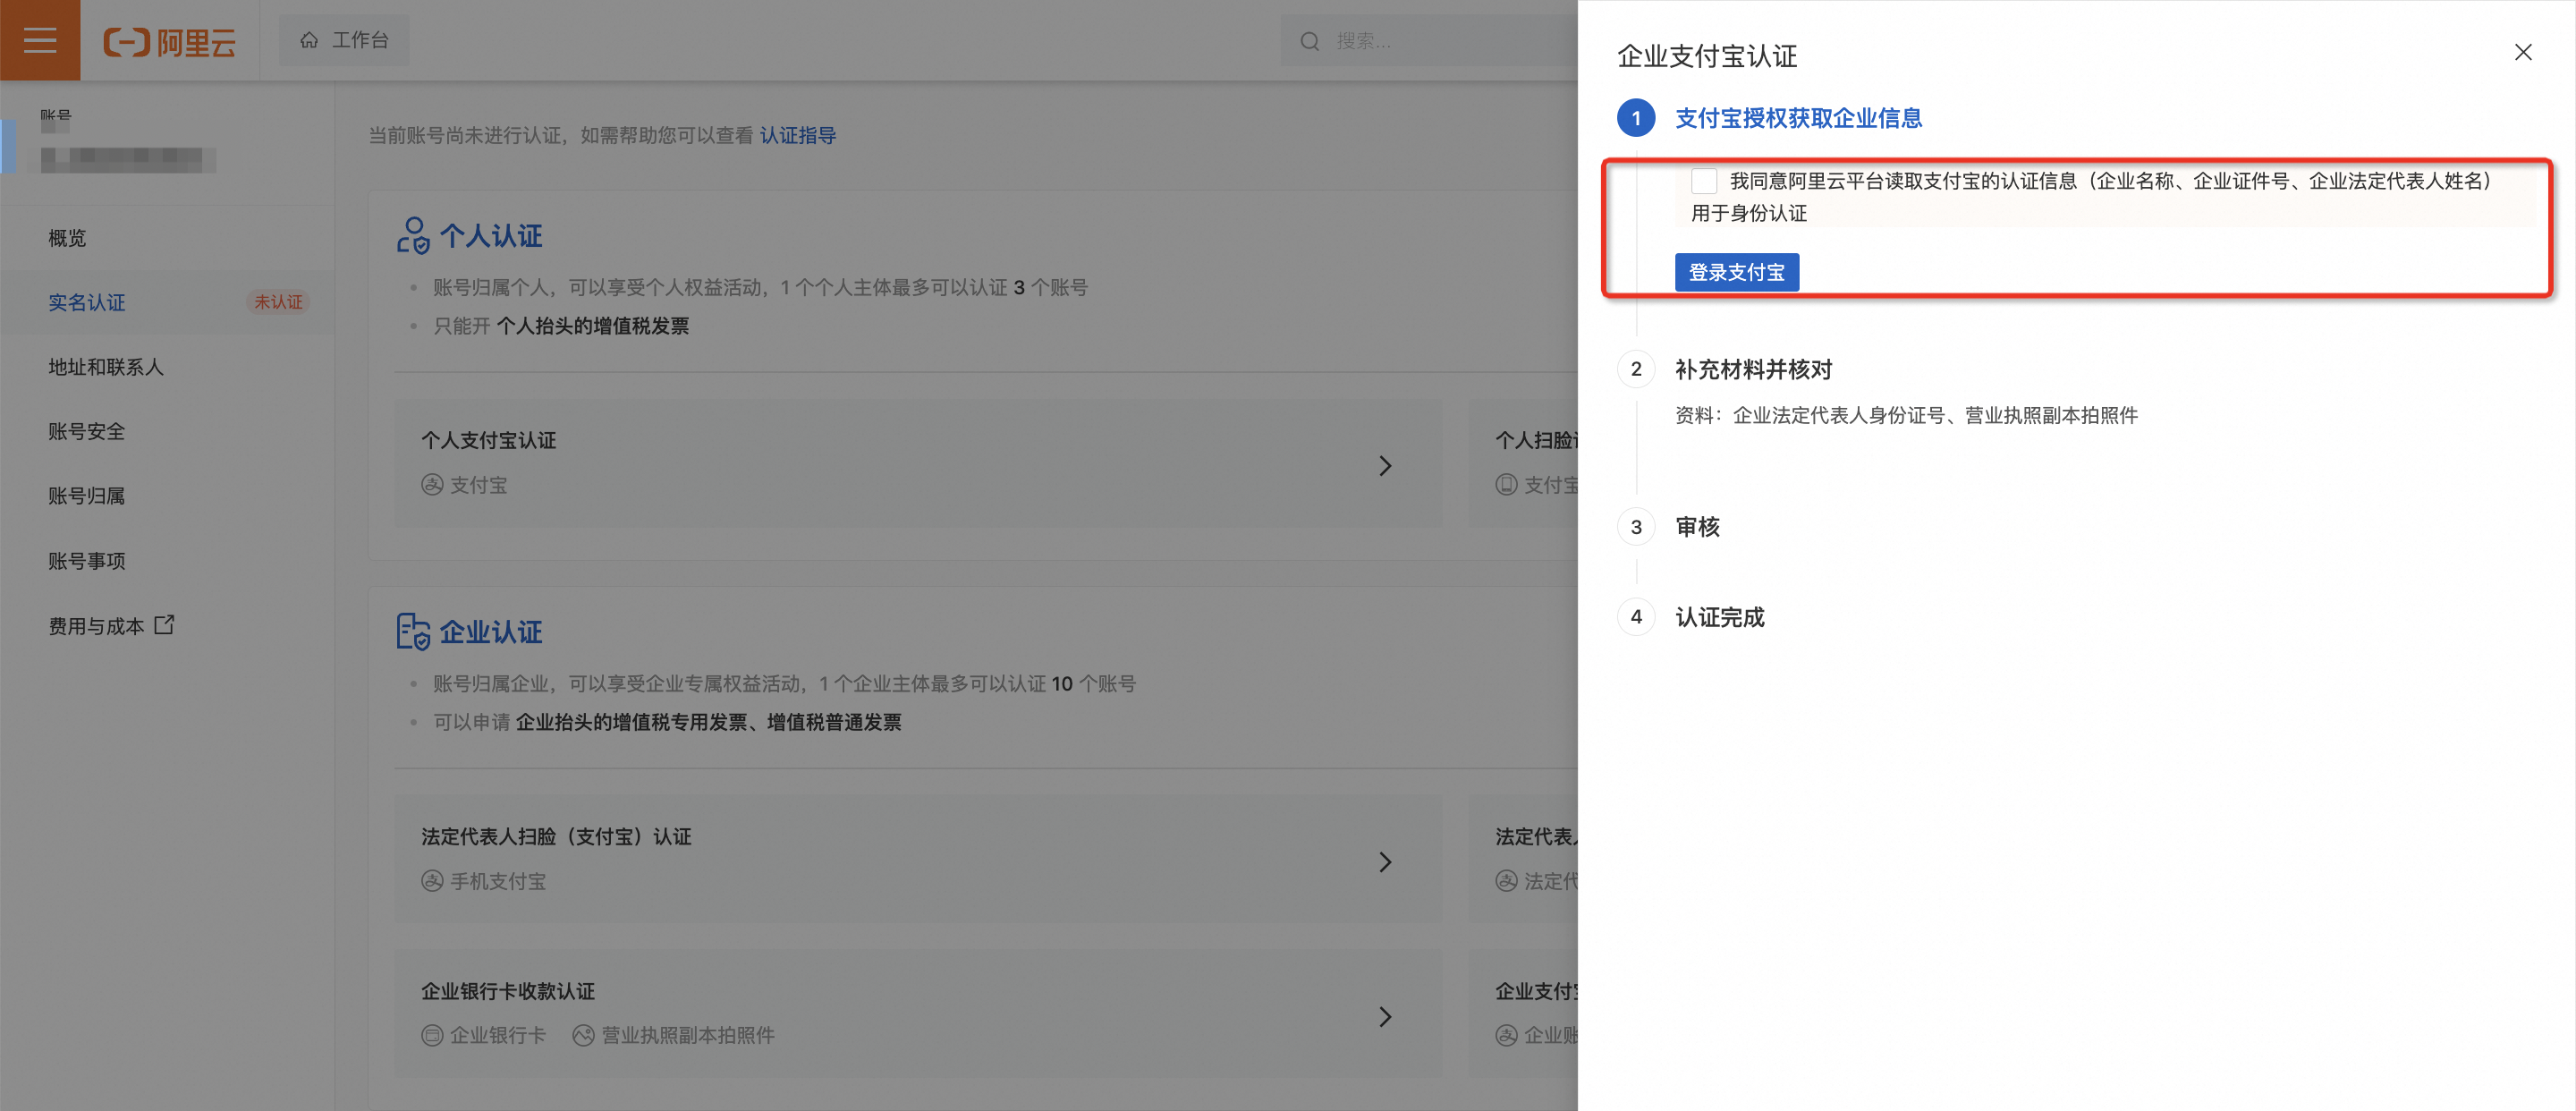 阿里云
工作台
搜索...
账号
概览
实名认证
未认证
地址和联系人
账号安全
账号归属
账号事项
费用与成本
当前账号尚未进行认证，如需帮助您可以查看 认证指导
个人认证
账号归属个人，可以享受个人权益活动，1 个个人主体最多可以认证 3 个账号
只能开 个人抬头的增值税发票
个人支付宝认证
支付宝
个人扫脸
支付宝
企业认证
账号归属企业，可以享受企业专属权益活动，1 个企业主体最多可以认证 10 个账号
可以申请 企业抬头的增值税专用发票、增值税普通发票
法定代表人扫脸（支付宝）认证
手机支付宝
法定代表人
法定代
企业银行卡收款认证
企业银行卡
营业执照副本拍照件
企业支付宝
企业账
企业支付宝认证
1
支付宝授权获取企业信息
我同意阿里云平台读取支付宝的认证信息（企业名称、企业证件号、企业法定代表人姓名）
用于身份认证
登录支付宝
2
补充材料并核对
资料：企业法定代表人身份证号、营业执照副本拍照件
3
审核
4
认证完成